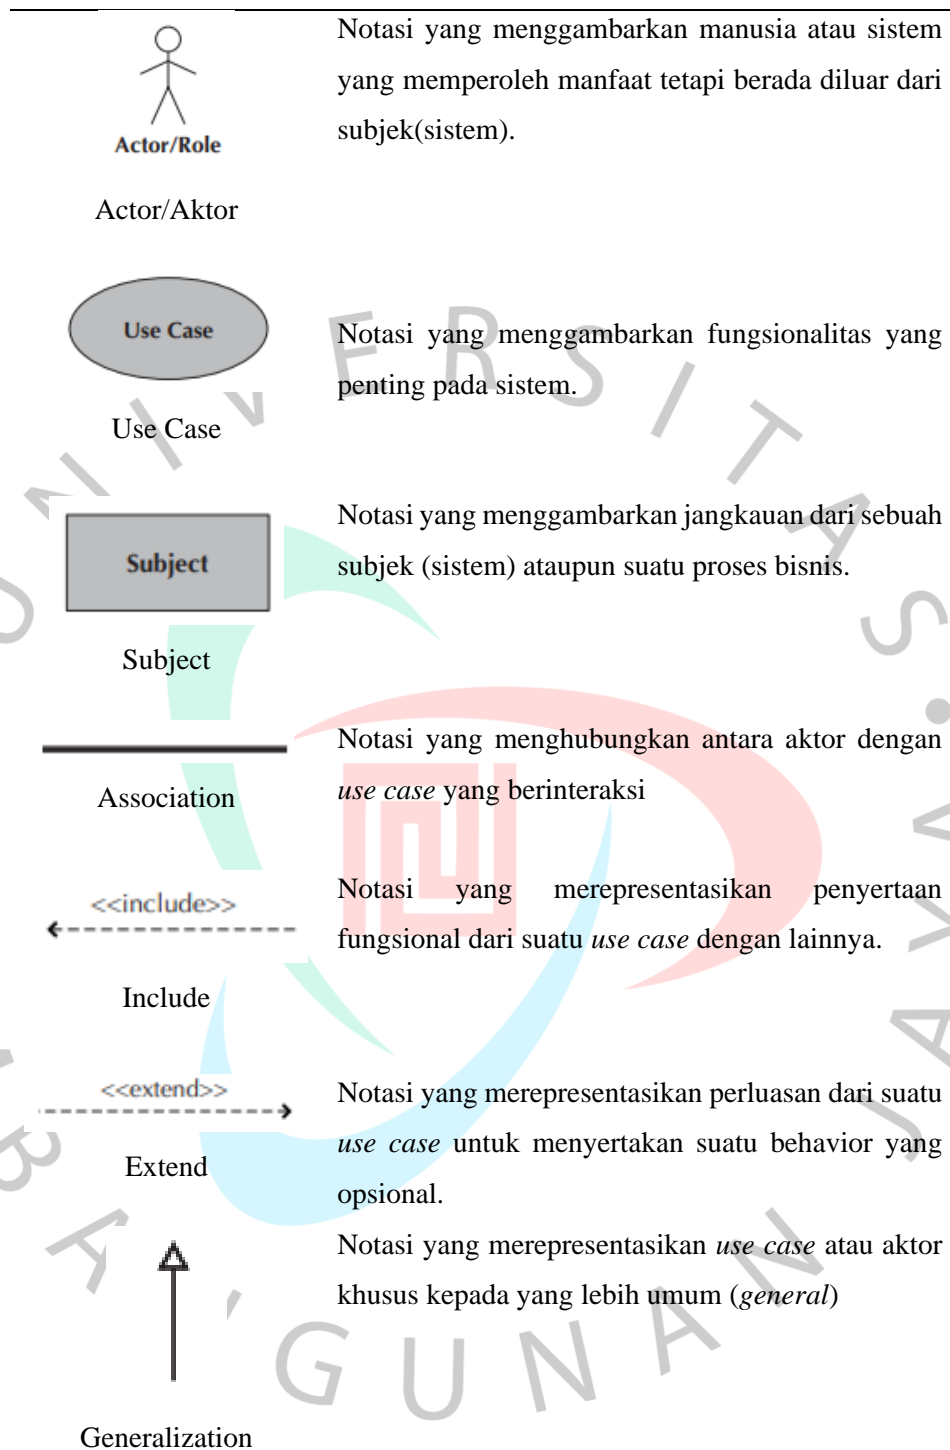 Notasi yang menggambarkan manusia atau sistem
yang memperoleh manfaat tetapi berada diluar dari
subjek(sistem).
Actor/Role
Actor/Aktor
Use Case
Notasi yang menggambarkan fungsionalitas yang
penting pada sistem.
Use Case
Notasi yang menggambarkan jangkauan dari sebuah
subjek (sistem) ataupun suatu proses bisnis.
Subject
Subject
Notasi yang menghubungkan antara aktor dengan
use case yang berinteraksi
Association
Notasi yang merepresentasikan penyertaan
fungsional dari suatu use case dengan lainnya.
<<include>>
Include
<<extend>>
Notasi yang merepresentasikan perluasan dari suatu
use case untuk menyertakan suatu behavior yang
opsional.
Extend
Notasi yang merepresentasikan use case atau aktor
khusus kepada yang lebih umum (general)
Generalization
UNIVERSITAS
JAYA
BANGUNAN